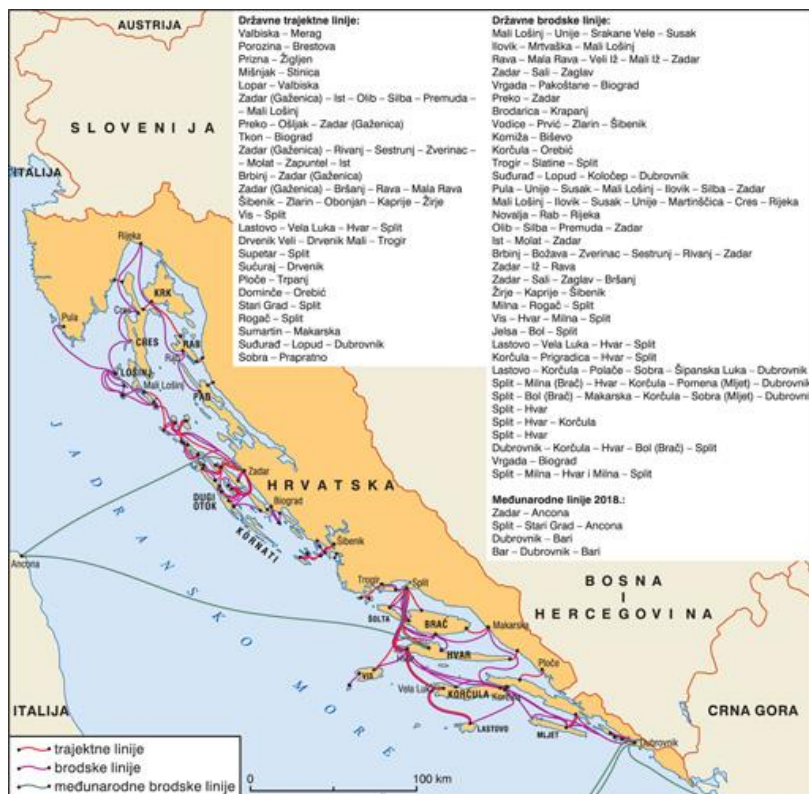 AUSTRIJA
SLOVENIJA
ITALIJA
Državne trajektne linije:
Valbiska – Merag
Porozina – Brestova
Prizna – Žigljen
Mišnjak – Stinica
Lopar – Valbiska
Zadar (Gaženica) – Ist – Olib – Silba – Premuda –
– Mali Lošinj
Preko – Ošljak – Zadar (Gaženica)
Tkon – Biograd
Zadar (Gaženica) – Rivanj – Sestrunj – Zverinac –
– Molat – Zapuntel – Ist
Brbinj – Zadar (Gaženica)
Zadar (Gaženica) – Bršanj – Rava – Mala Rava
Šibenik – Zlarin – Obonjan – Kaprije – Žirje
Vis – Split
Lastovo – Vela Luka – Hvar – Split
Drvenik Veli – Drvenik Mali – Trogir
Supetar – Split
Sućuraj – Drvenik
Ploče – Trpanj
Dominče – Orebić
Stari Grad – Split
Rogač – Split
Sumartin – Makarska
Suđurađ – Lopud – Dubrovnik
Sobra – Prapratno
Državne brodske linije:
Mali Lošinj – Unije – Srakane Vele – Susak
Ilovik – Mrtvaška – Mali Lošinj
Rava – Mala Rava – Veli Iž – Mali Iž – Zadar
Zadar – Sali – Zaglav
Vrgada – Pakoštane – Biograd
Preko – Zadar
Brodarica – Krapanj
Vodice – Prvić – Zlarin – Šibenik
Komiža – Biševo
Korčula – Orebić
Trogir – Slatine – Split
Suđurađ – Lopud – Koločep – Dubrovnik
Pula – Unije – Susak – Mali Lošinj – Ilovik – Silba – Zadar
Mali Lošinj – Ilovik – Susak – Unije – Martinšćica – Cres – Rijeka
Novalja – Rab – Rijeka
Olib – Silba – Premuda – Zadar
Ist – Molat – Zadar
Brbinj – Božava – Zverinac – Sestrunj – Rivanj – Zadar
Zadar – Iž – Rava
Zadar – Sali – Zaglav – Bršanj
Žirje – Kaprije – Šibenik
Milna – Rogač – Split
Vis – Hvar – Milna – Split
Jelsa – Bol – Split
Lastovo – Vela Luka – Hvar – Split
Korčula – Prigradica – Hvar – Split
Lastovo – Korčula – Polače – Sobra – Šipanska Luka – Dubrovnik
Split – Milna (Brač) – Hvar – Korčula – Pomena (Mljet) – Dubrovnik
Split – Bol (Brač) – Makarska – Korčula – Sobra (Mljet) – Dubrovni
Split – Hvar
Split – Hvar – Korčula
Split – Hvar
Dubrovnik – Korčula – Hvar – Bol (Brač) – Split
Vrgada – Biograd
Split – Milna – Hvar i Milna – Split
Međunarodne linije 2018.:
Zadar – Ancona
Split – Stari Grad – Ancona
Dubrovnik – Bari
Bar – Dubrovnik – Bari
Rijeka
KRK
Pula
Cres
CRES
RAB
Rab
LOŠINJ
Mali Lošinj
PAG
Zadar
HRVATSKA
DUGI
OTOK
Biograd
KORNATI
Šibenik
JADRANSKO MORE
Ancona
Trogir
Split
ŠOLTA
BRAČ
Makarska
BOSNA
I
HERCEGOVINA
Hvar
HVAR
Ploče
VIS
Vela Luka
KORČULA
Korčula
LASTOVO
MLJET
Dubrovnik
CRNA GORA
ITALIJA
trajektne linije
brodske linije
međunarodne brodske linije
0
100 km